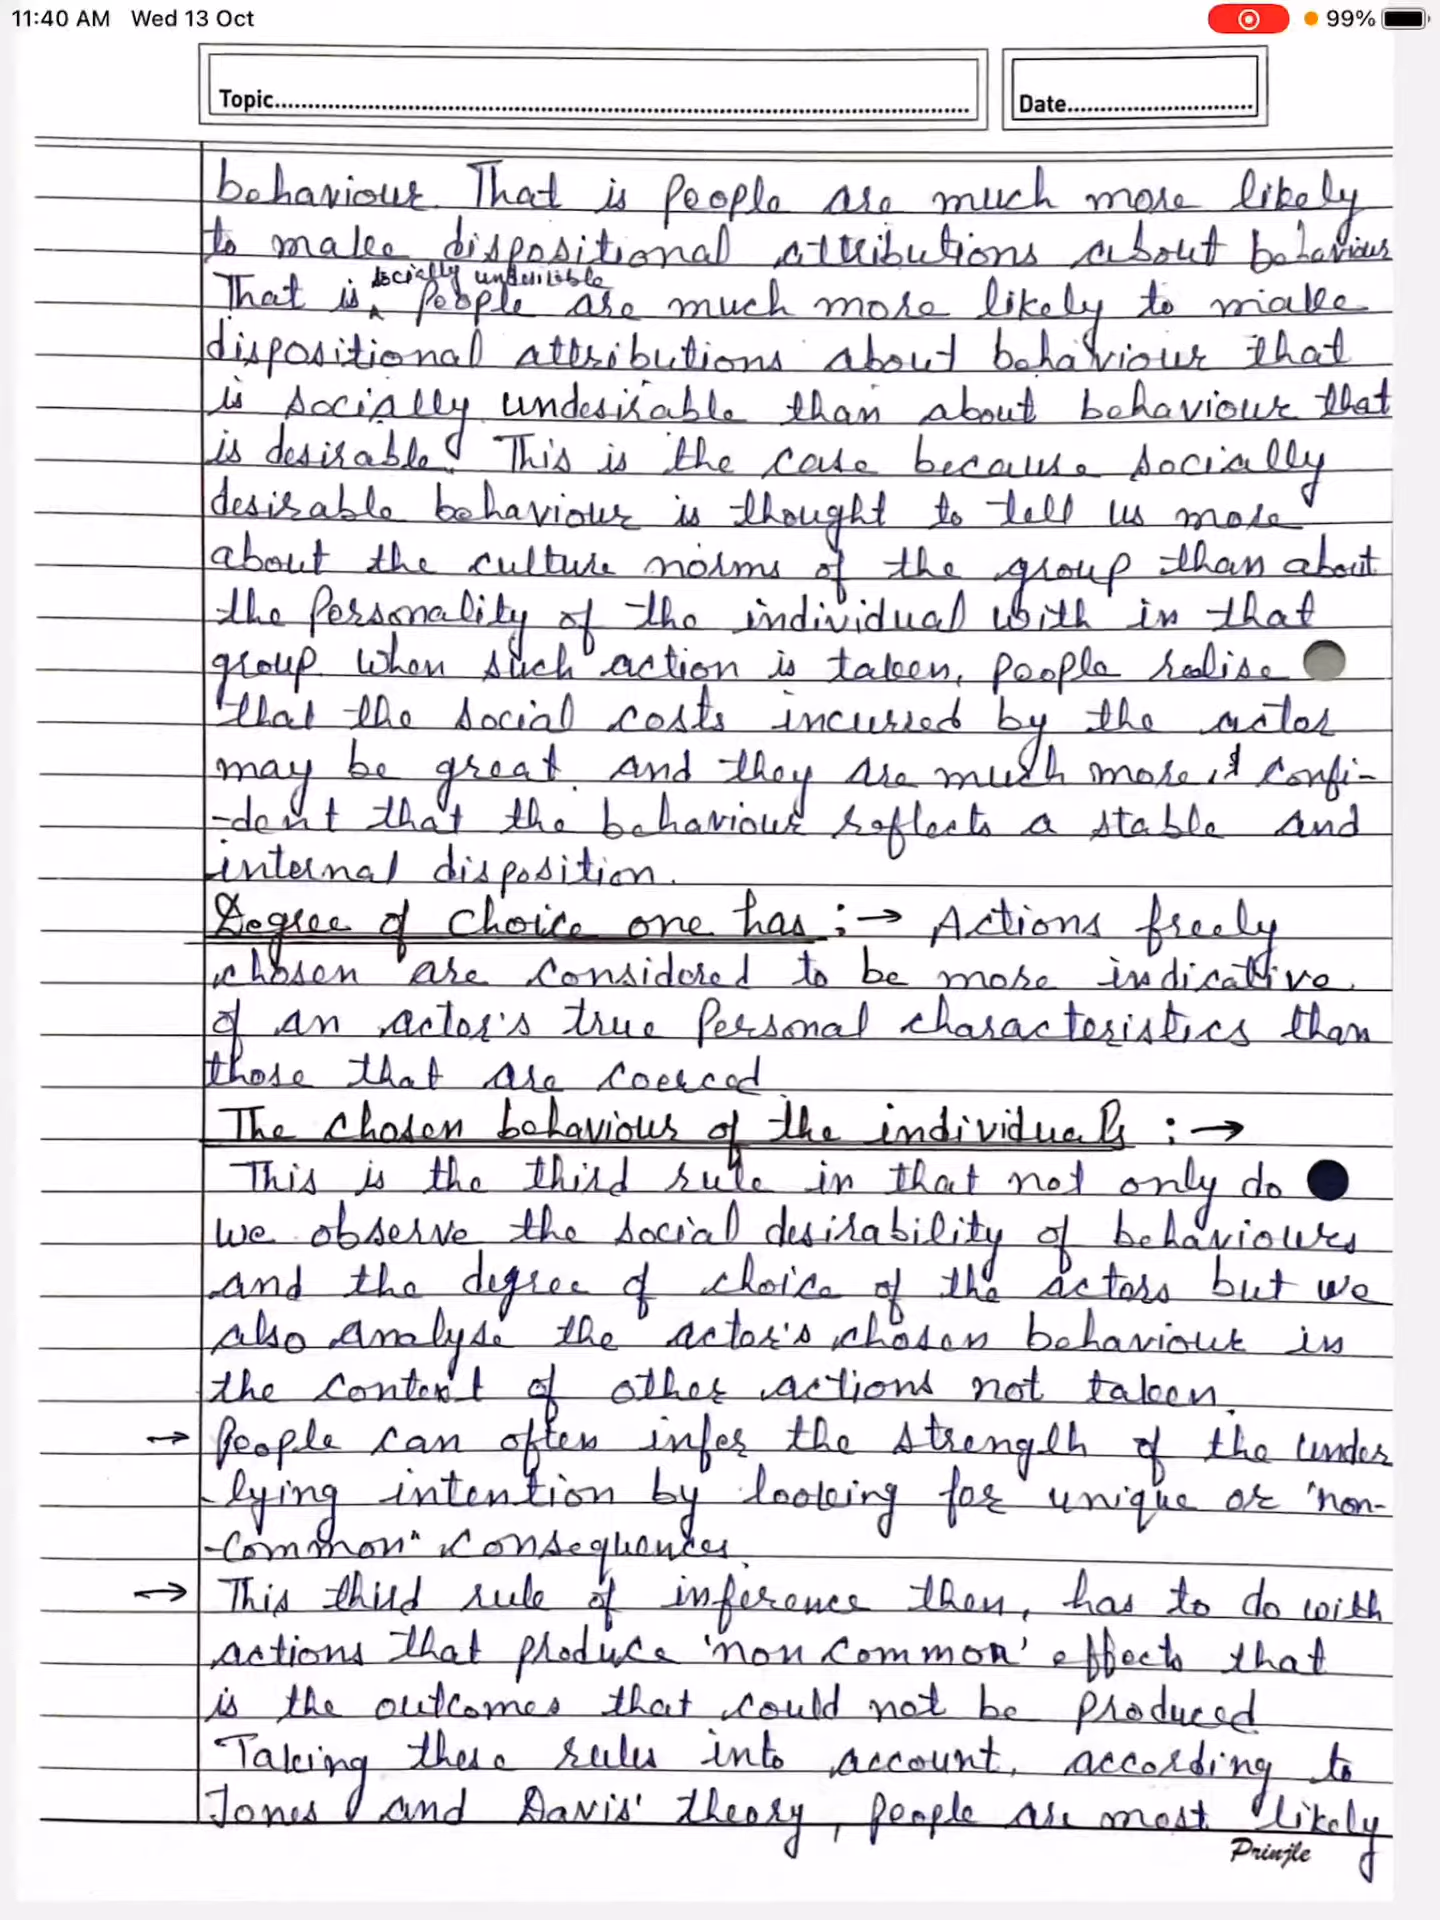 11:40 AM Wed 13 Oct 99%
Topic Date
behaviour. That is people are much more likely
to make dispositional attributions about behaviour
socially undesilible
That is people are much more likely to make
dispositional attributions about behaviour that
is socially undesirable than about behaviour that
is desirable. This is the case because socially
desirable behaviour is thought to tell us more
about the culture norms of the group than about
the Personality of the individual with in that
group. When such action is taken, people realise
that the social costs incurred by the actor
may be great and they are much more confi-
-dent that the behaviour reflects a stable and
internal disposition.
Degree of Choice one has :→ Actions freely
chosen are considered to be more indicative
of an actor's true Personal characteristics than
those that are coerced
The chosen behaviour of the individuals :→
This is the third rule in that not only do
we observe the social desirability of behaviours
and the degree of choice of the actors but we
also analyse the actor's chosen behaviour in
the context of other actions not taken.
→ People can often infer the strength of the under
-lying intention by looking for unique or "non-
-Common" consequences.
→ This third rule of inference then, has to do with
actions that produce 'non common' effects that
is the outcomes that could not be produced
Taking these rules into account, according to
Jones and Davis' theory, people are most likely
Prinjle